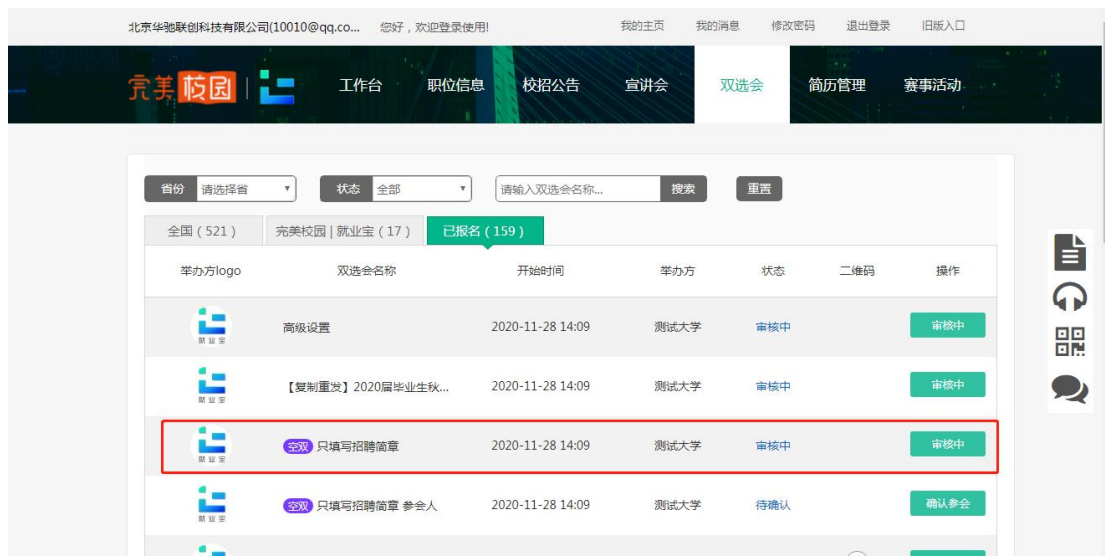 北京华驰联创科技有限公司(10010@qq.co... 您好，欢迎登录使用! 我的主页 我的消息 修改密码 退出登录 旧版入口
完美校园 工作台 职位信息 校招公告 宣讲会 双选会 简历管理 赛事活动
省份 请选择省 状态 全部 请输入双选会名称... 搜索 重置
全国 ( 521 ) 完美校园 | 就业宝 ( 17 ) 已报名 ( 159 )
举办方logo 双选会名称 开始时间 举办方 状态 二维码 操作
就业宝 高级设置 2020-11-28 14:09 测试大学 审核中 审核中
就业宝 【复制重发】2020届毕业生秋... 2020-11-28 14:09 测试大学 审核中 审核中
就业宝 空双 只填写招聘简章 2020-11-28 14:09 测试大学 审核中 审核中
就业宝 空双 只填写招聘简章 参会人 2020-11-28 14:09 测试大学 待确认 确认参会